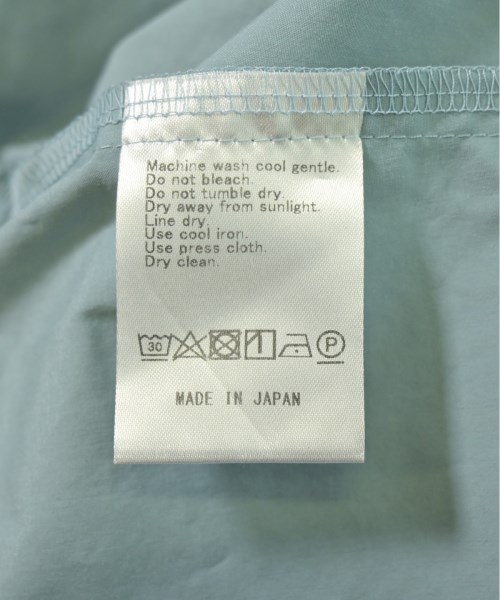 Machine wash cool gentle.
Do not bleach.
Do not tumble dry.
Dry away from sunlight.
Line dry.
Use cool iron.
Use press cloth.
Dry clean.
30 P
MADE IN JAPAN